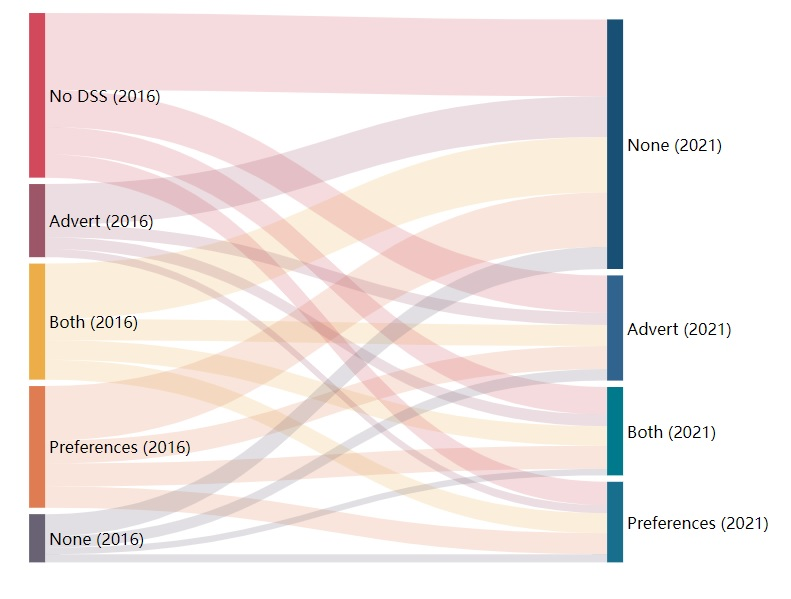 No DSS (2016)
Advert (2016)
Both (2016)
Preferences (2016)
None (2016)
None (2021)
Advert (2021)
Both (2021)
Preferences (2021)